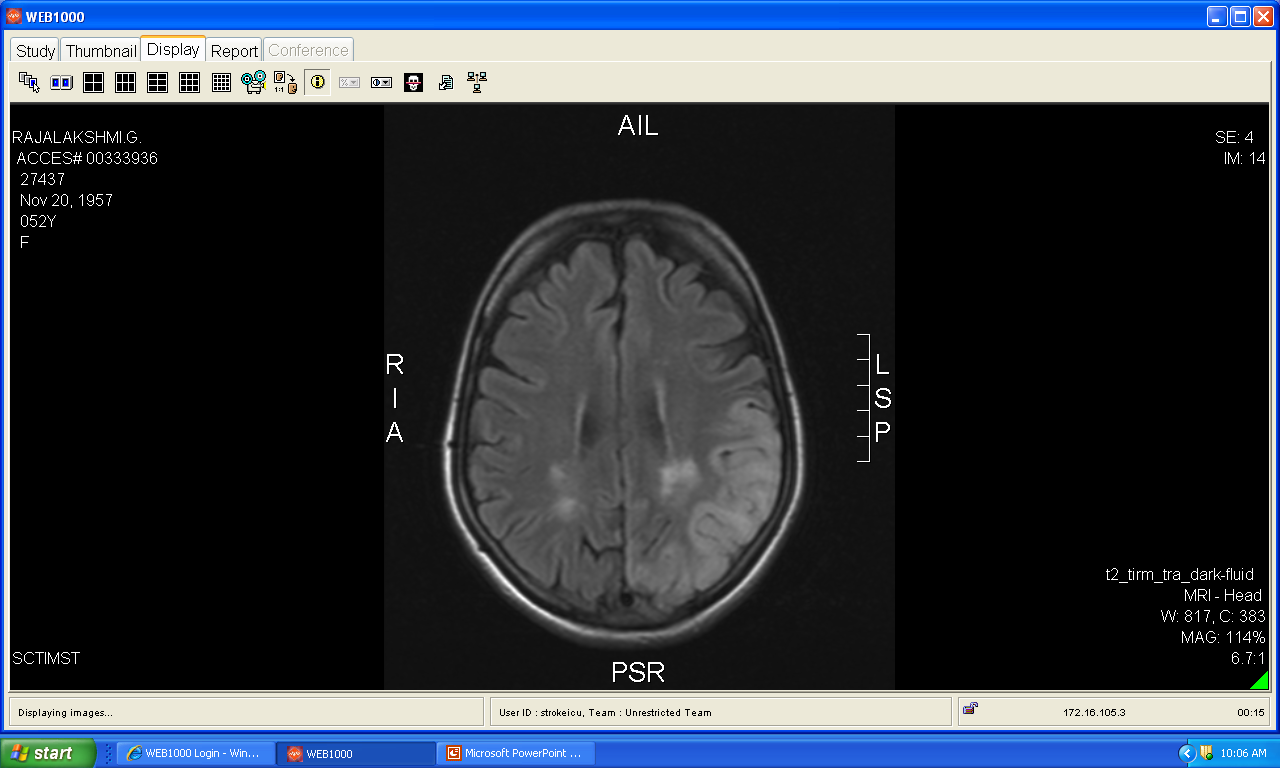 WEB1000
Study Thumbnail Display Report Conference
AIL
RAJALAKSHMI.G.
ACCES# 00333936
27437
Nov 20, 1957
052Y
F
SE: 4
IM: 14
R
I
A
L
S
P
t2_tirm_tra_dark-fluid
MRI - Head
W: 817, C: 383
MAG: 114%
6.7:1
SCTIMST
PSR
Displaying images...
User ID : strokeicu, Team : Unrestricted Team
172.16.105.3
00:15
start
WEB1000 Login - Win...
WEB1000
Microsoft PowerPoint ...
10:06 AM